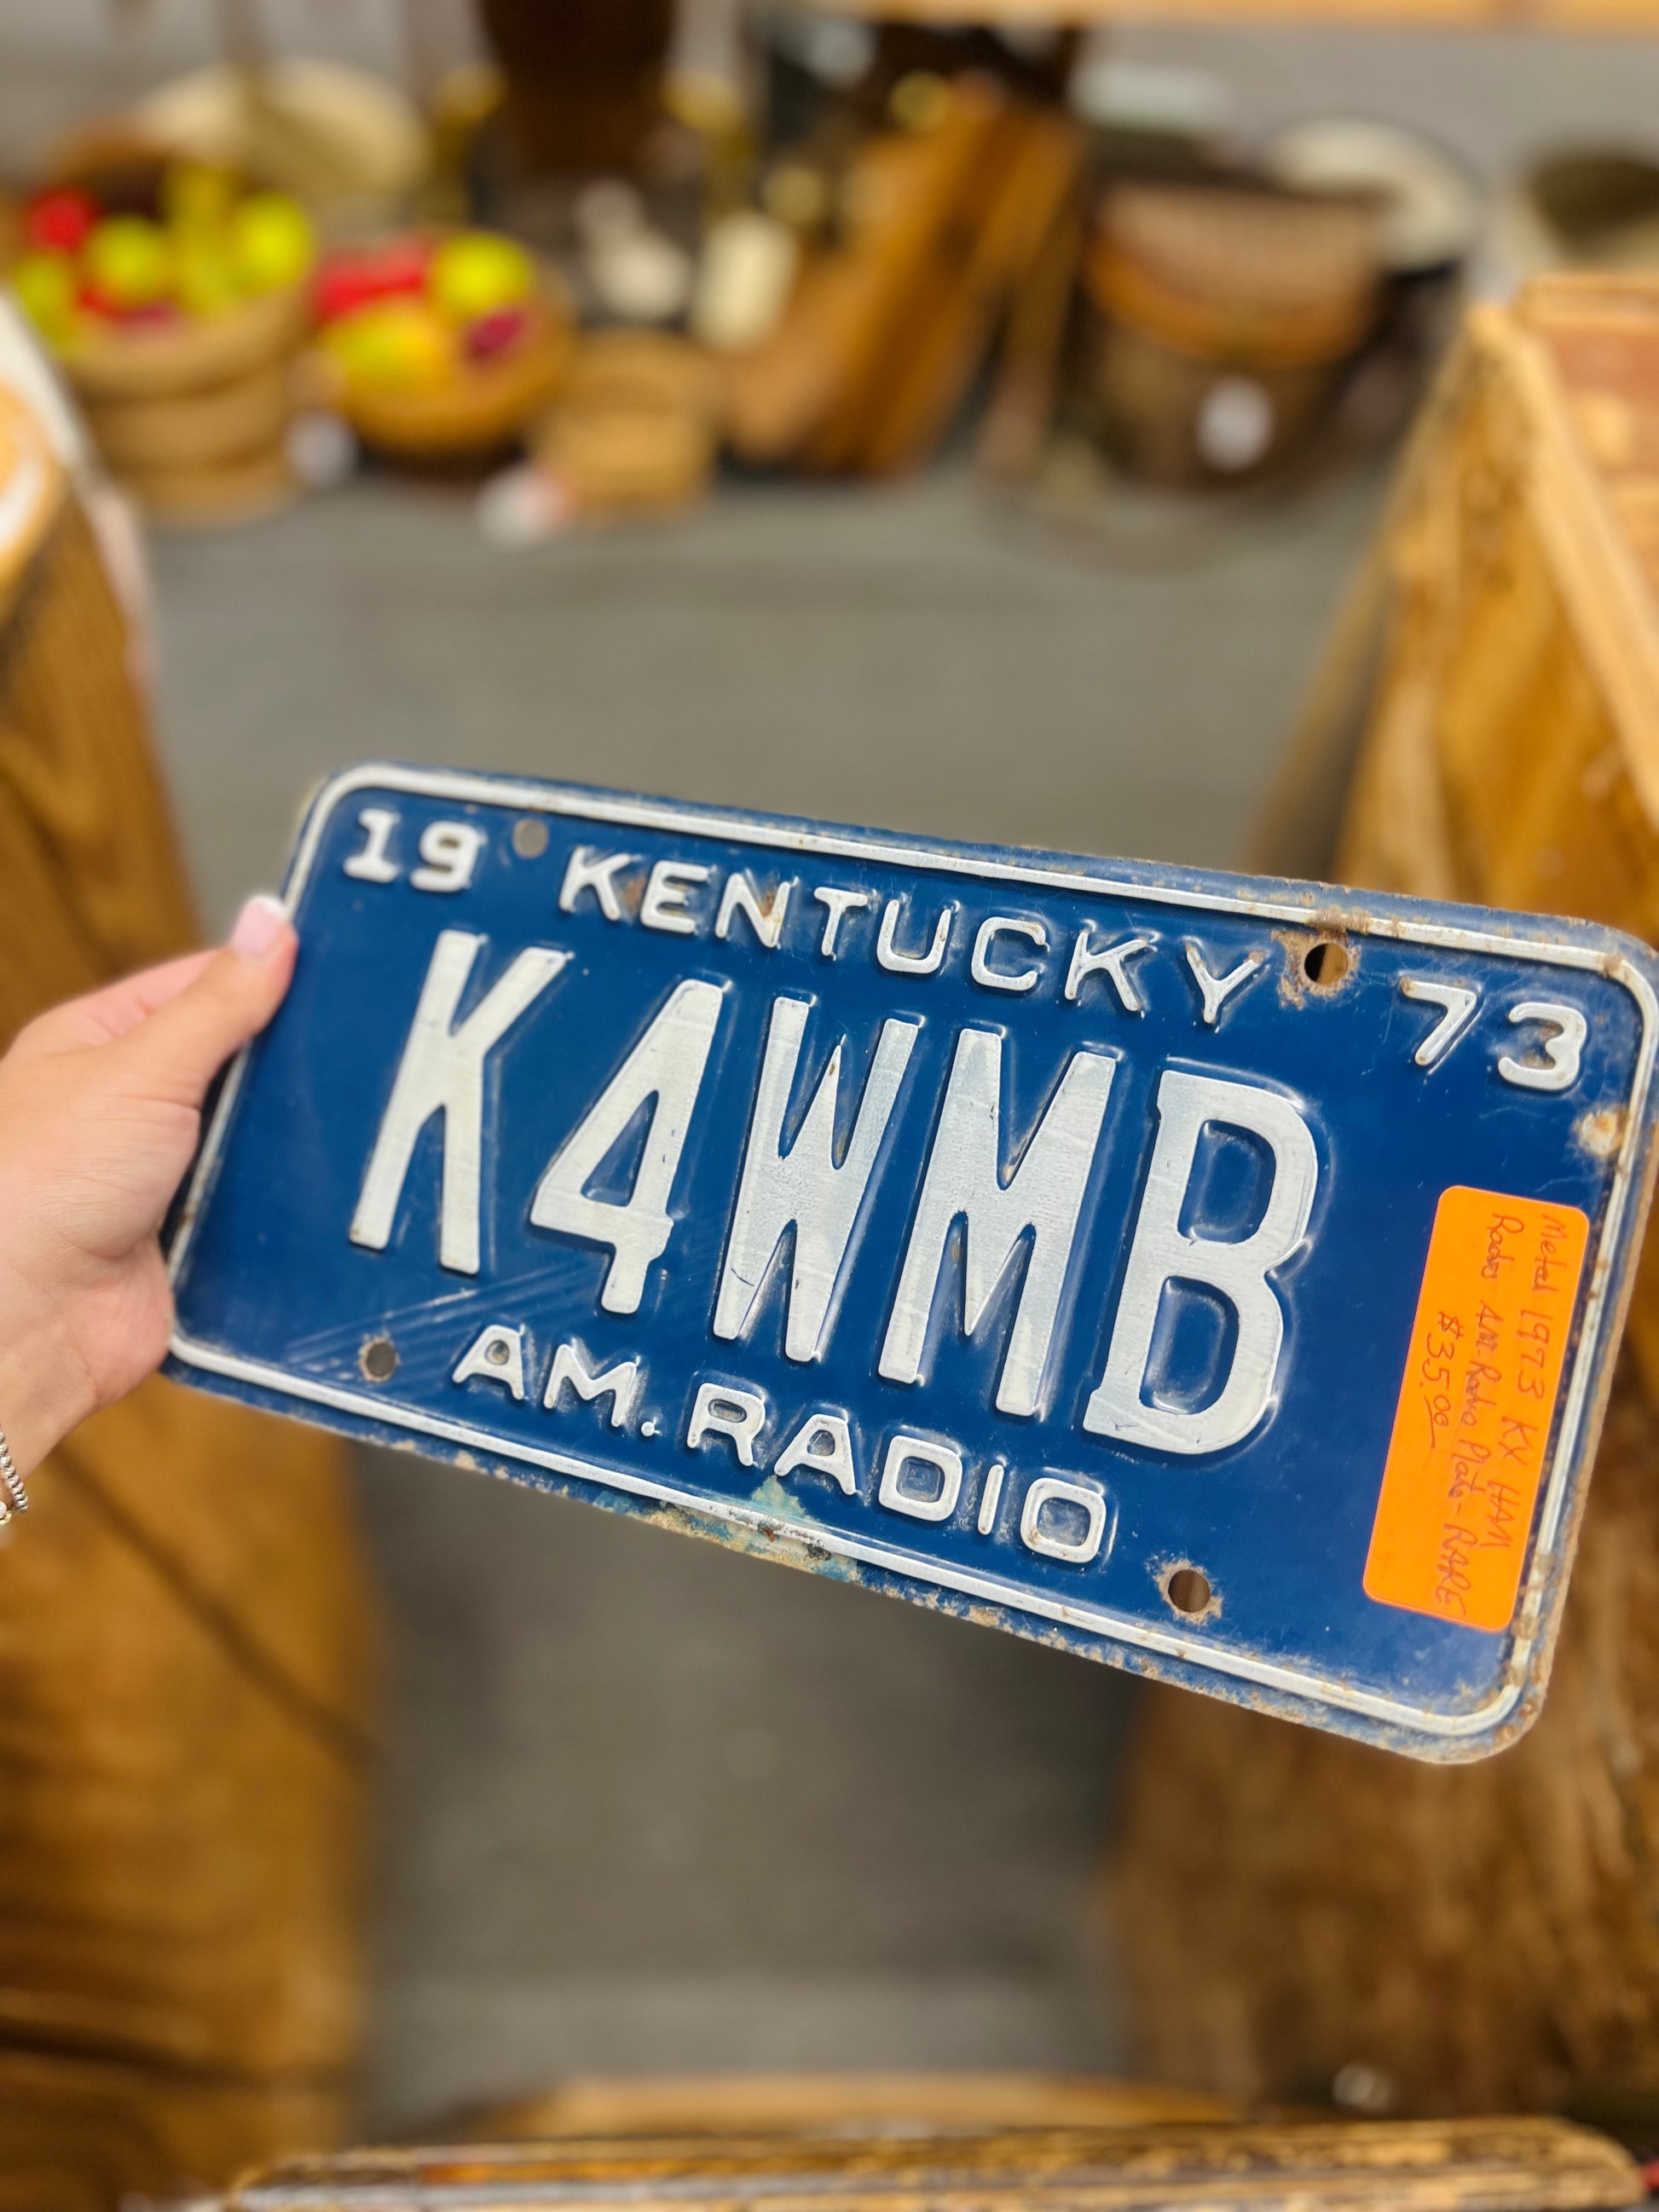 19 KENTUCKY 73
K4WMB
AM. RADIO
Metal 1973 KY HAM
Radio AM. Radio Plate - RARE
$35.00